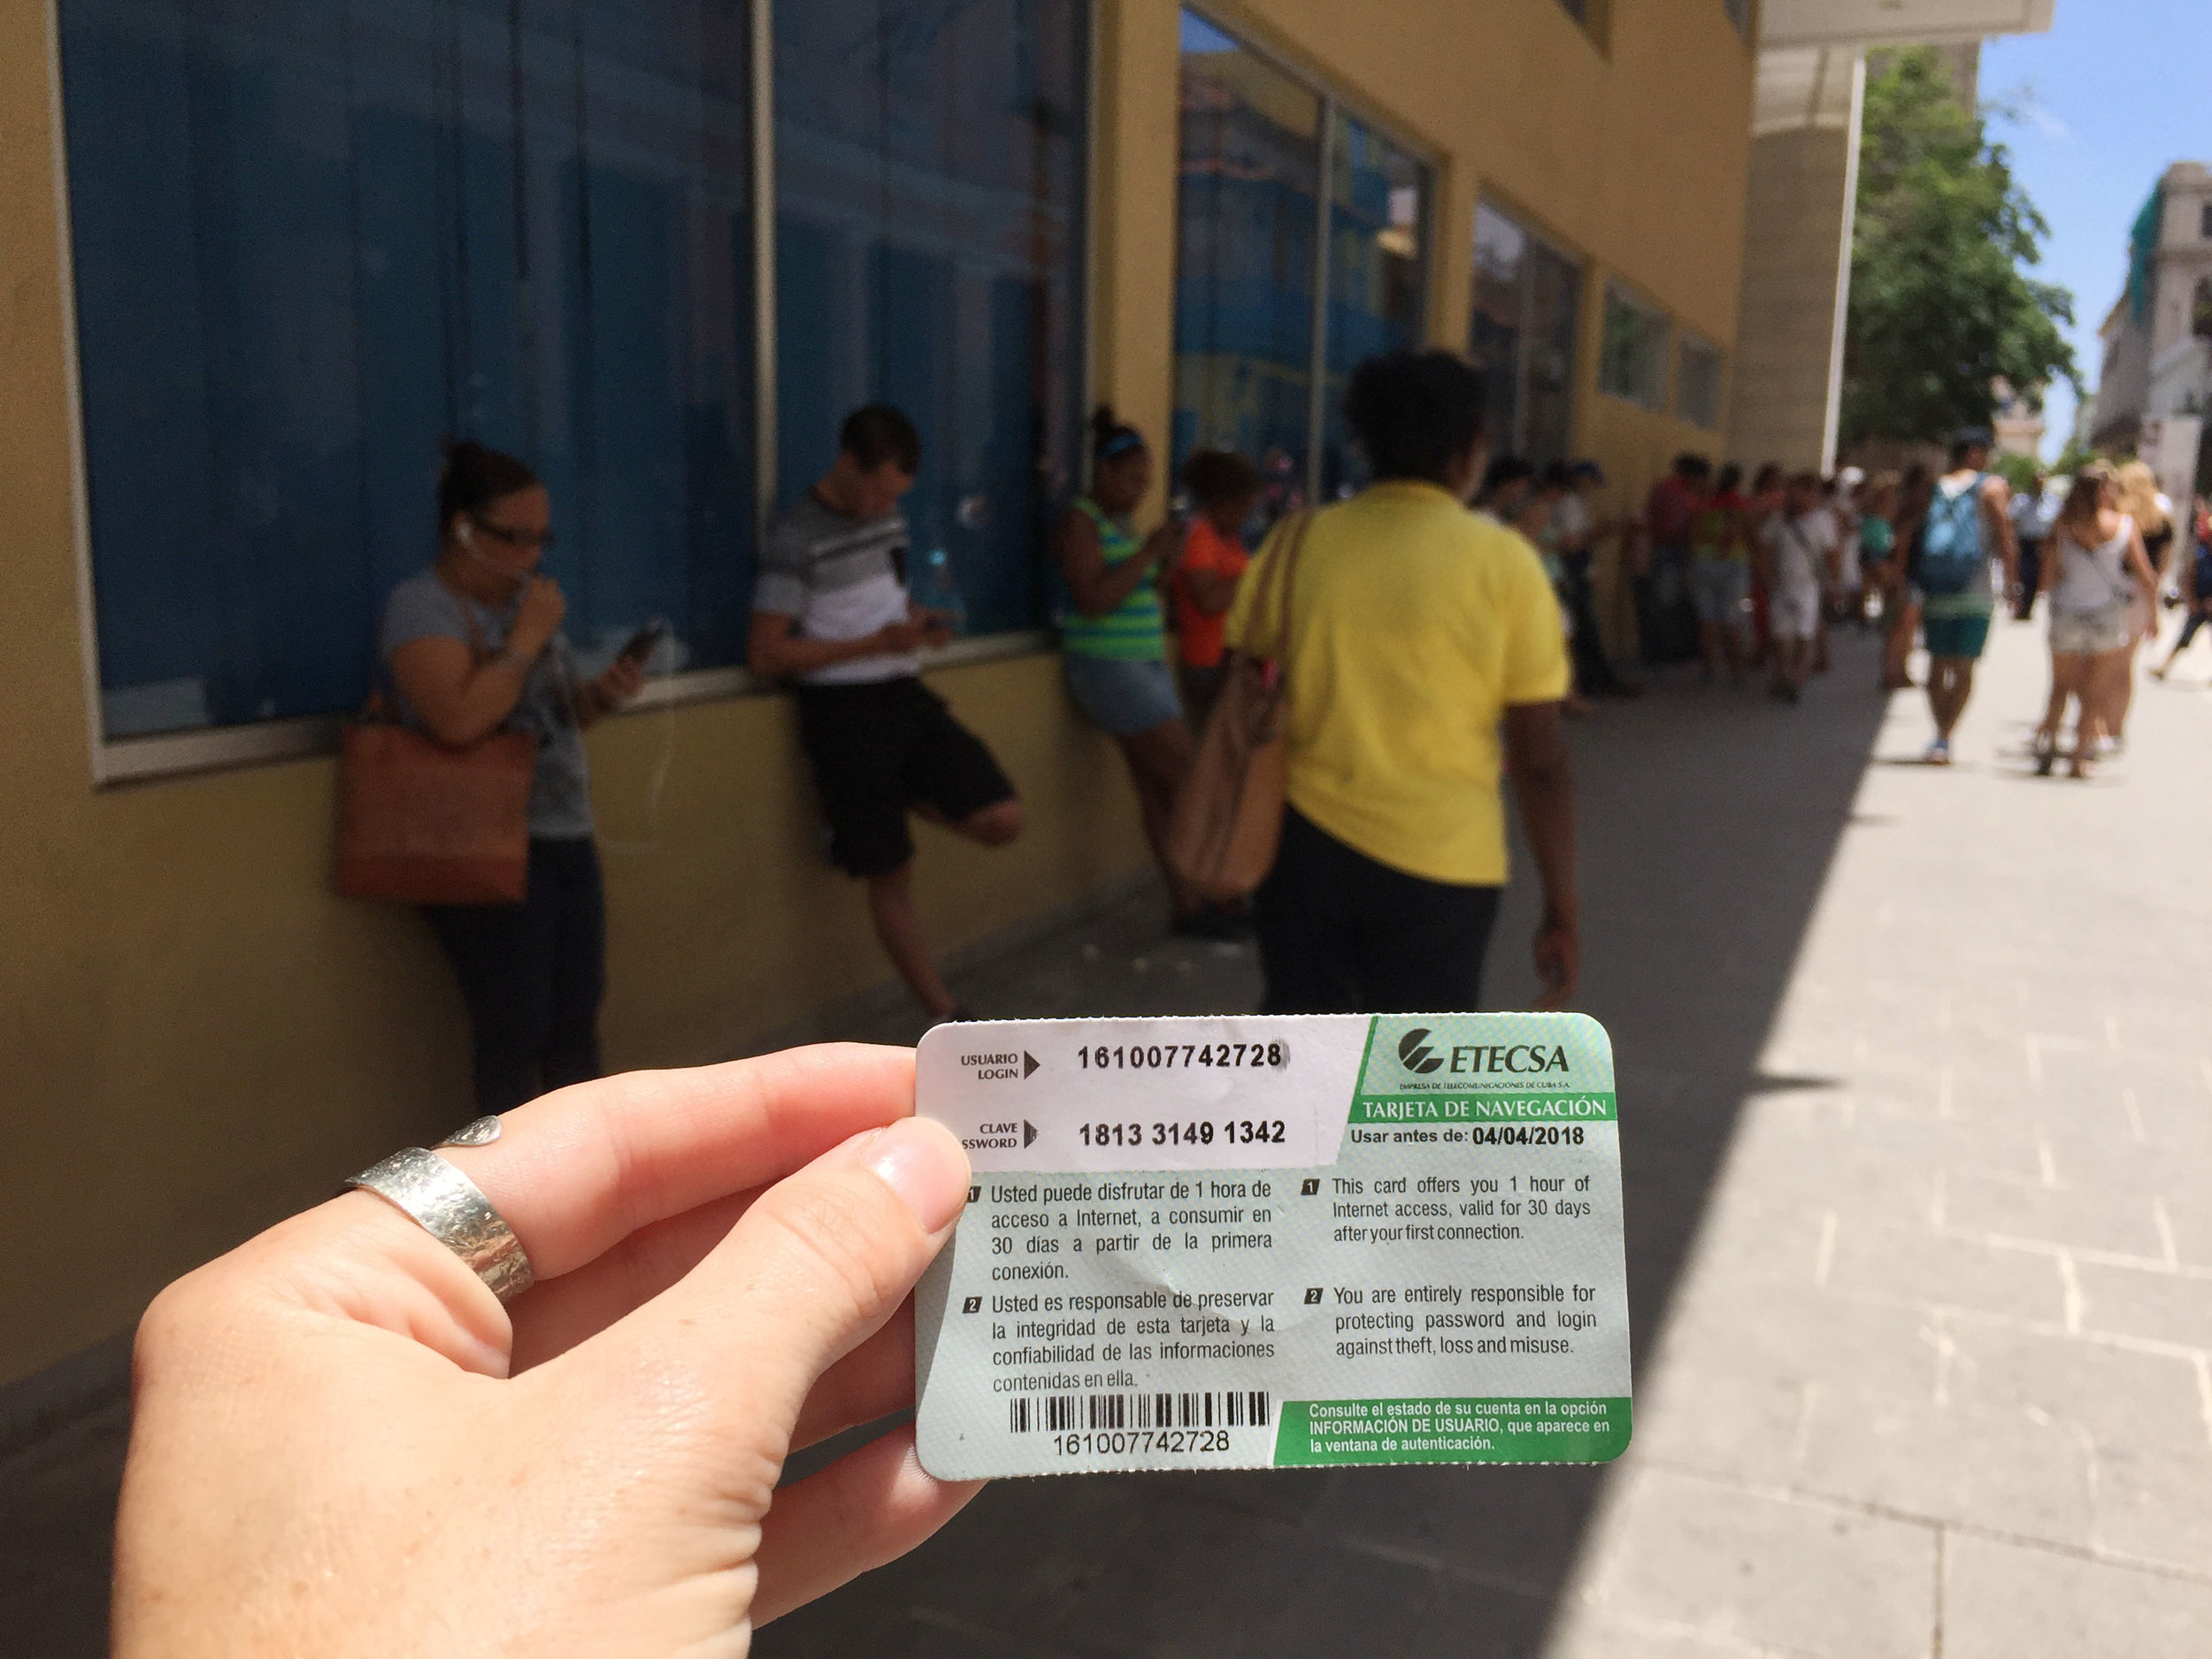 USUARIO
LOGIN
161007742728
CLAVE
SSWORD
1813 3149 1342
ETECSA
EMPRESA DE TELECOMUNICACIONES DE CUBA S.A.
TARJETA DE NAVEGACIÓN
Usar antes de: 04/04/2018
1 Usted puede disfrutar de 1 hora de
acceso a Internet, a consumir en
30 días a partir de la primera
conexión.
2 Usted es responsable de preservar
la integridad de esta tarjeta y la
confiabilidad de las informaciones
contenidas en ella.
1 This card offers you 1 hour of
Internet access, valid for 30 days
after your first connection.
2 You are entirely responsible for
protecting password and login
against theft, loss and misuse.
161007742728
Consulte el estado de su cuenta en la opción
INFORMACIÓN DE USUARIO, que aparece en
la ventana de autenticación.